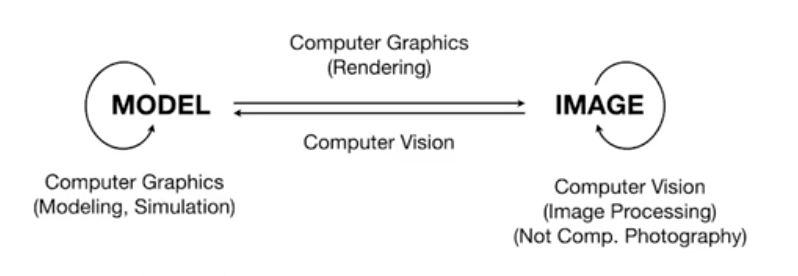 Computer Graphics
(Rendering)
MODEL
IMAGE
Computer Vision
Computer Graphics
(Modeling, Simulation)
Computer Vision
(Image Processing)
(Not Comp. Photography)